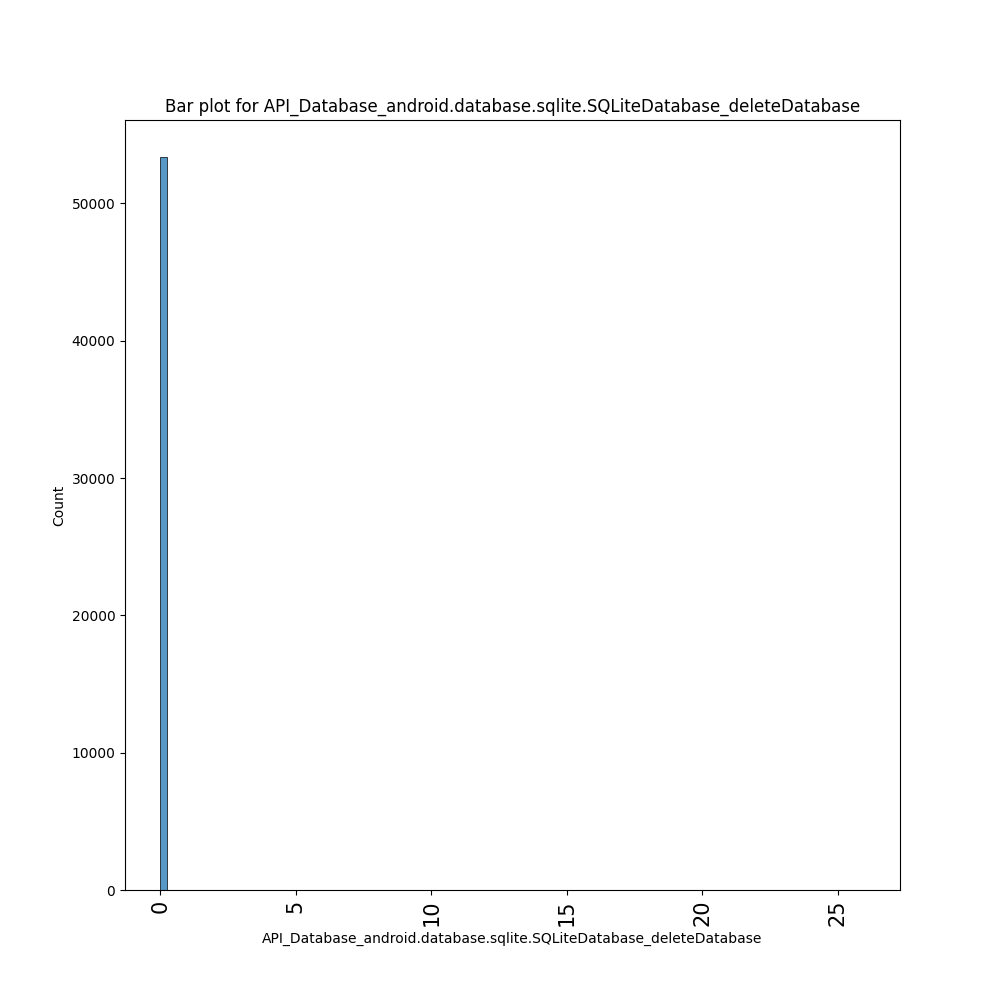 Bar plot for API_Database_android.database.sqlite.SQLiteDatabase_deleteDatabase
50000
40000
30000
20000
10000
0
Count
0 5 10 15 20 25
API_Database_android.database.sqlite.SQLiteDatabase_deleteDatabase